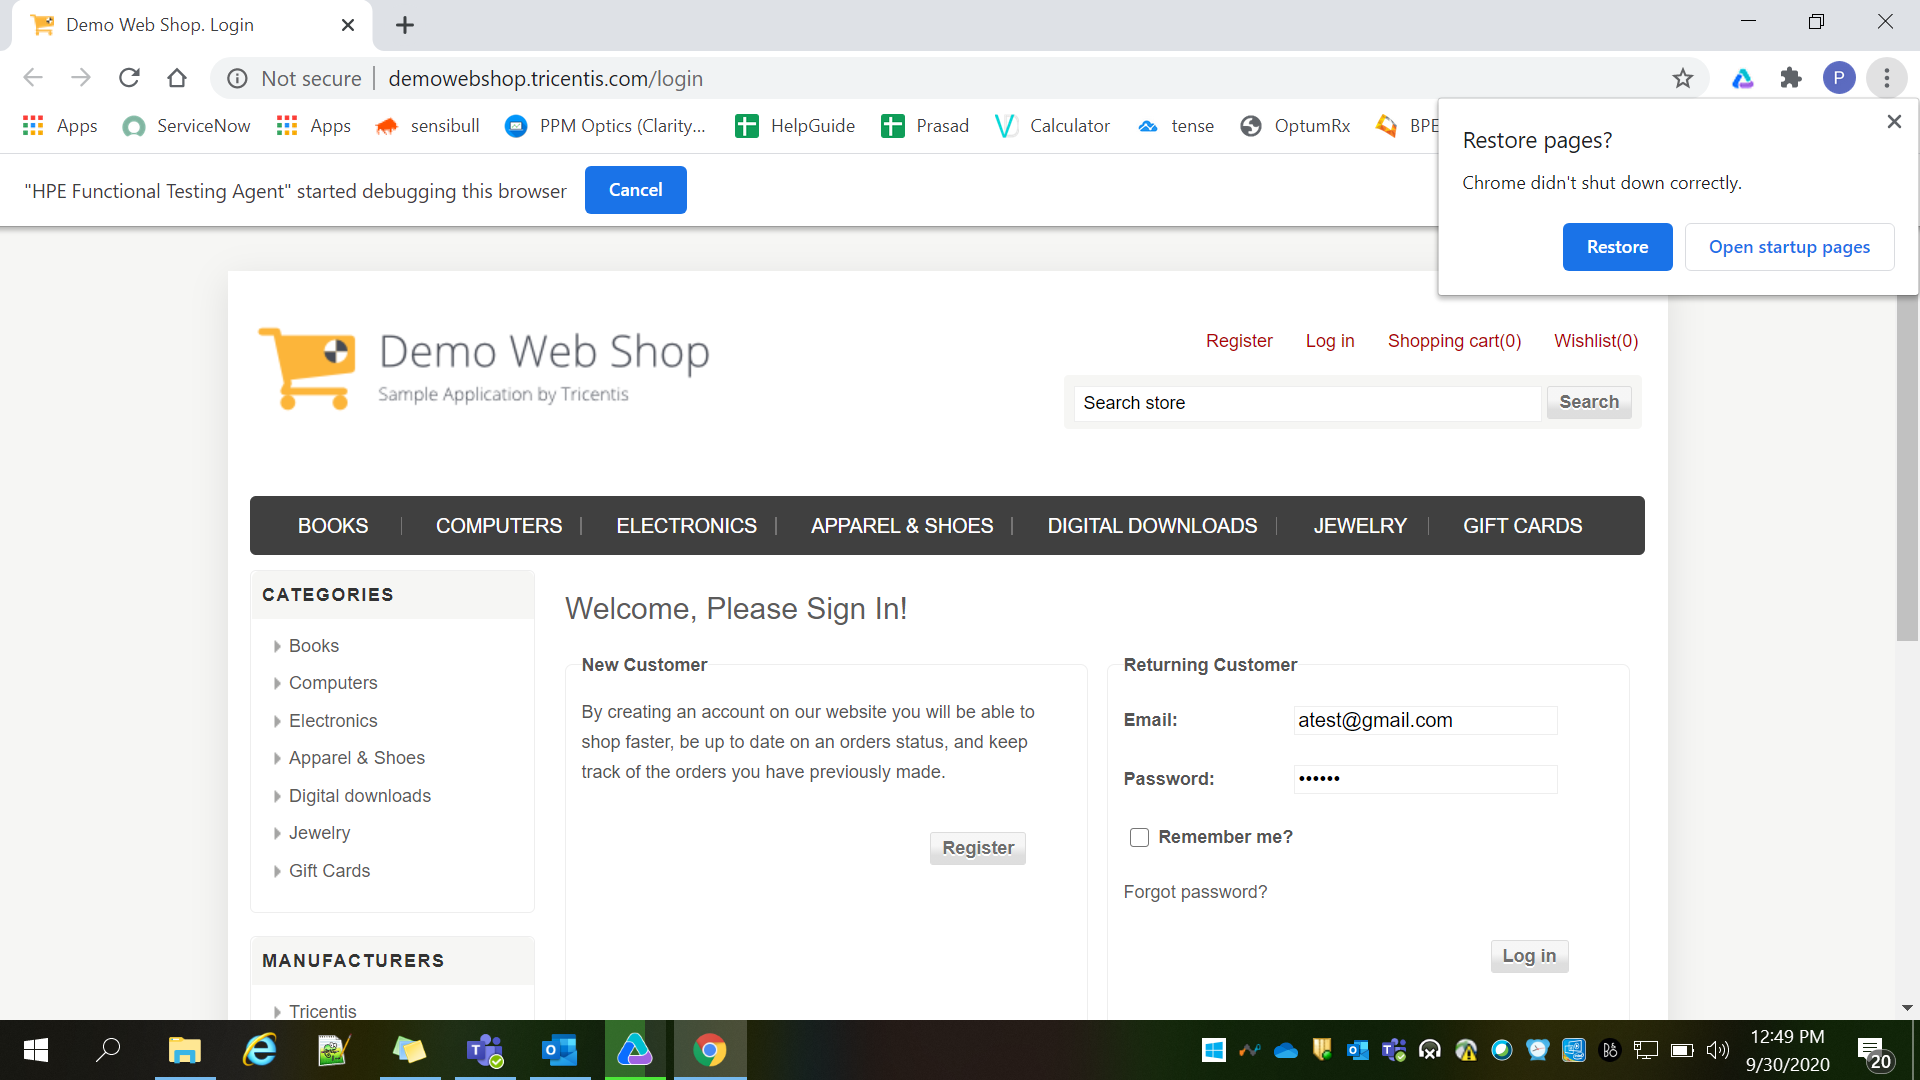 Demo Web Shop. Login
Not secure
demowebshop.tricentis.com/login
P
Apps
ServiceNow
Apps
sensibull
PPM Optics (Clarity...
HelpGuide
Prasad
Calculator
tense
OptumRx
BPE
Restore pages?
Chrome didn't shut down correctly.
Restore
Open startup pages
"HPE Functional Testing Agent" started debugging this browser
Cancel
Demo Web Shop
Sample Application by Tricentis
Register
Log in
Shopping cart(0)
Wishlist(0)
Search store
Search
BOOKS
COMPUTERS
ELECTRONICS
APPAREL & SHOES
DIGITAL DOWNLOADS
JEWELRY
GIFT CARDS
CATEGORIES
Books
Computers
Electronics
Apparel & Shoes
Digital downloads
Jewelry
Gift Cards
MANUFACTURERS
Tricentis
Welcome, Please Sign In!
New Customer
By creating an account on our website you will be able to
shop faster, be up to date on an orders status, and keep
track of the orders you have previously made.
Register
Returning Customer
Email:
atest@gmail.com
Password:
••••••
Remember me?
Forgot password?
Log in
12:49 PM
9/30/2020
20